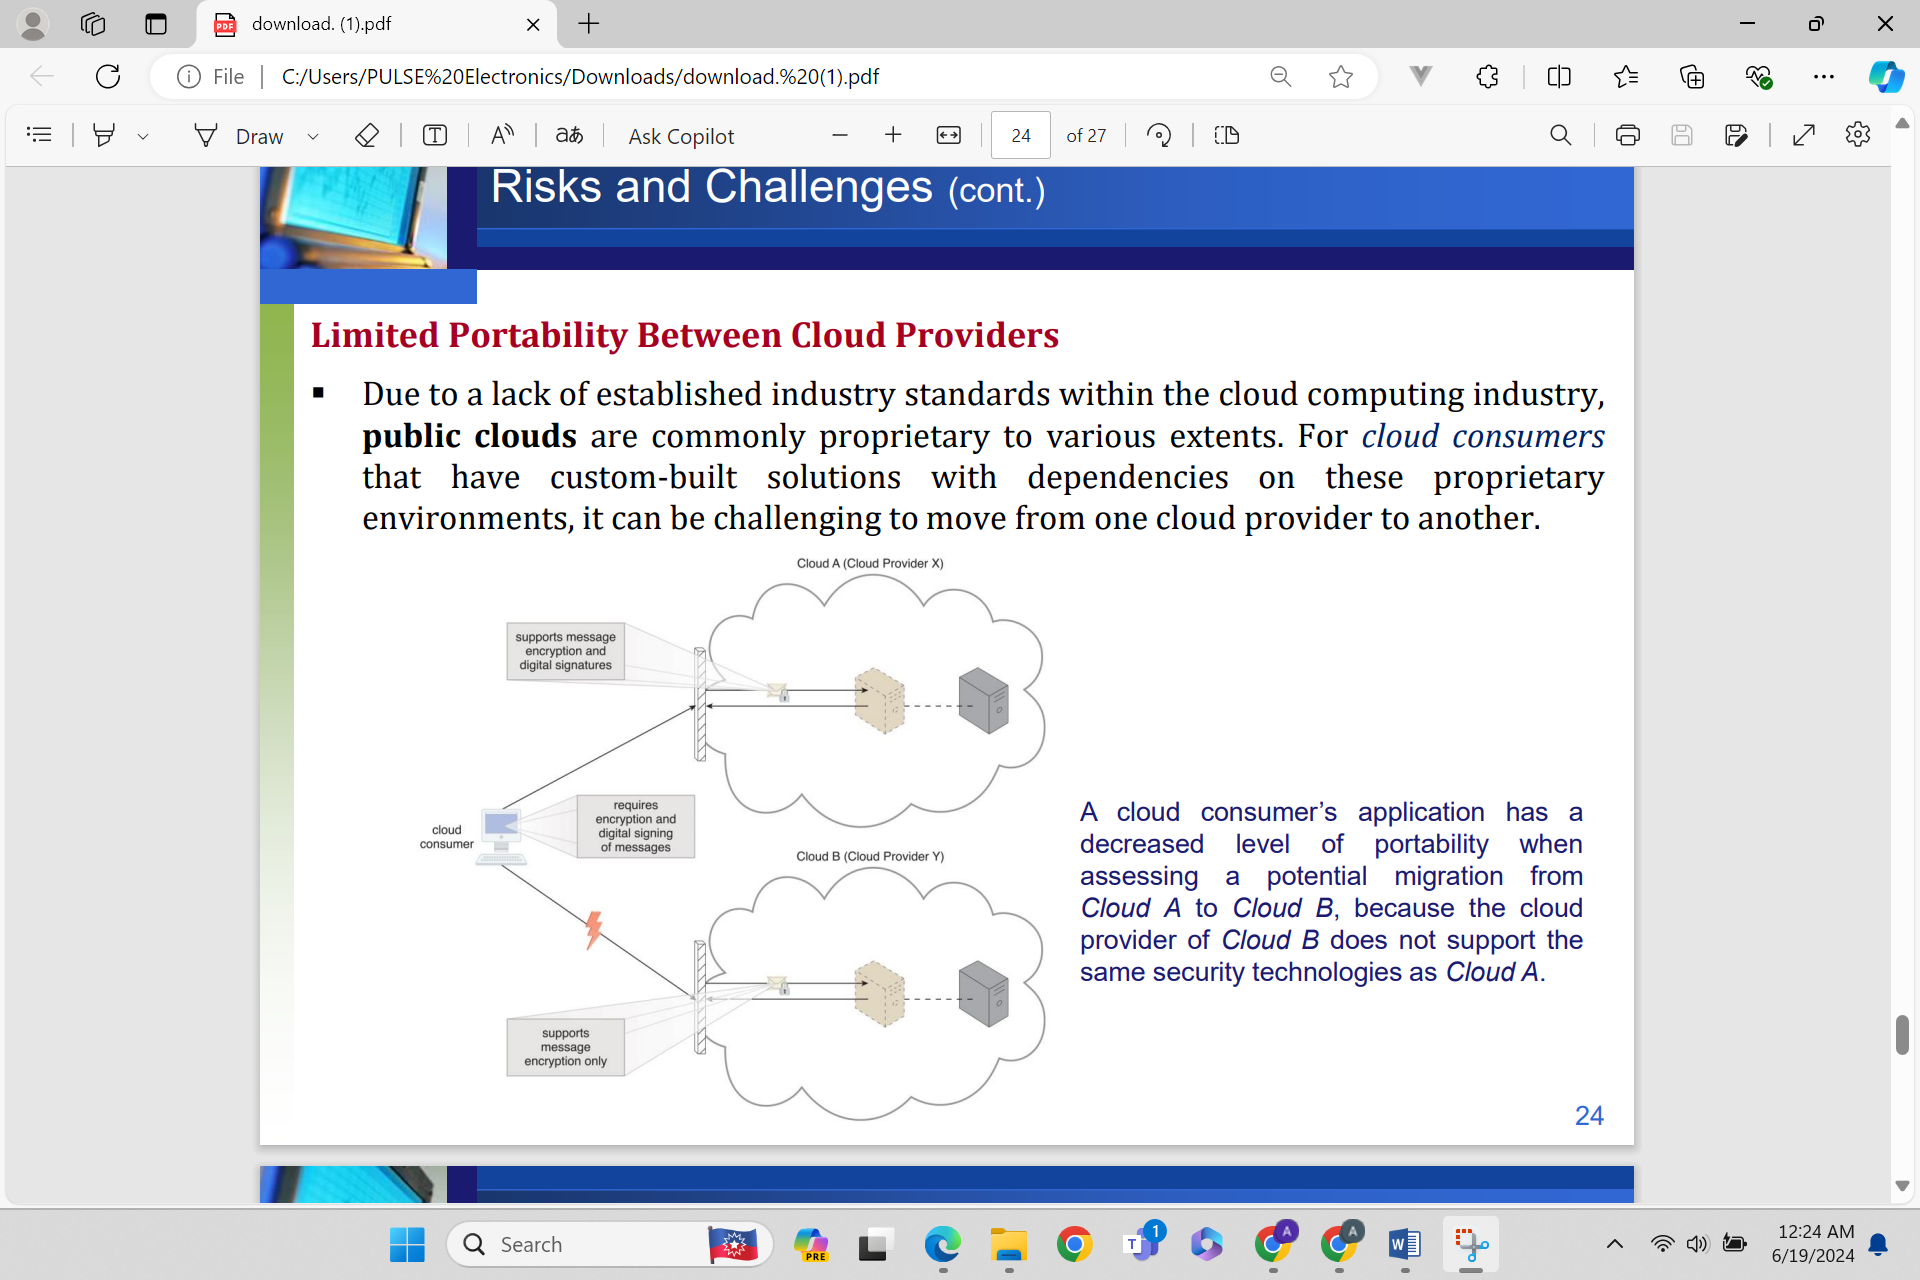 download. (1).pdf
File
C:/Users/PULSE%20Electronics/Downloads/download.%20(1).pdf
Draw
Ask Copilot
24 of 27
Risks and Challenges (cont.)
Limited Portability Between Cloud Providers
▪ Due to a lack of established industry standards within the cloud computing industry,
public clouds are commonly proprietary to various extents. For cloud consumers
that have custom-built solutions with dependencies on these proprietary
environments, it can be challenging to move from one cloud provider to another.
Cloud A (Cloud Provider X)
supports message
encryption and
digital signatures
cloud
consumer
requires
encryption and
digital signing
of messages
Cloud B (Cloud Provider Y)
supports
message
encryption only
A cloud consumer’s application has a
decreased level of portability when
assessing a potential migration from
Cloud A to Cloud B, because the cloud
provider of Cloud B does not support the
same security technologies as Cloud A.
24
Search
PRE
1
A
A
12:24 AM
6/19/2024